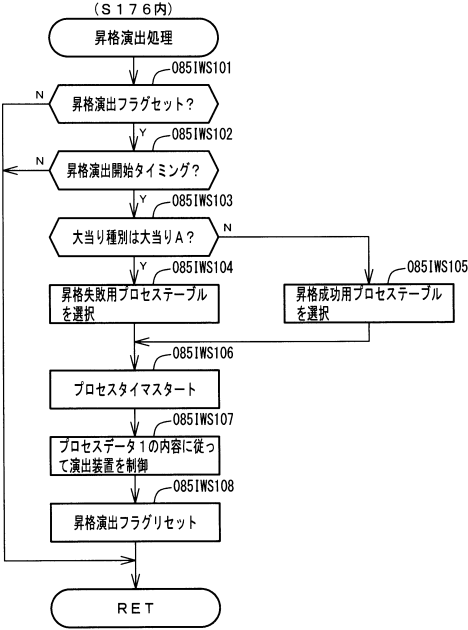 (S176内)
昇格演出処理
085IWS101
昇格演出フラグセット?
N
Y
085IWS102
昇格演出開始タイミング?
N
Y
085IWS103
大当り種別は大当りA?
N
Y
085IWS104
昇格失敗用プロセステーブル
を選択
085IWS105
昇格成功用プロセステーブル
を選択
085IWS106
プロセスタイマスタート
085IWS107
プロセスデータ1の内容に従っ
て演出装置を制御
085IWS108
昇格演出フラグリセット
RET